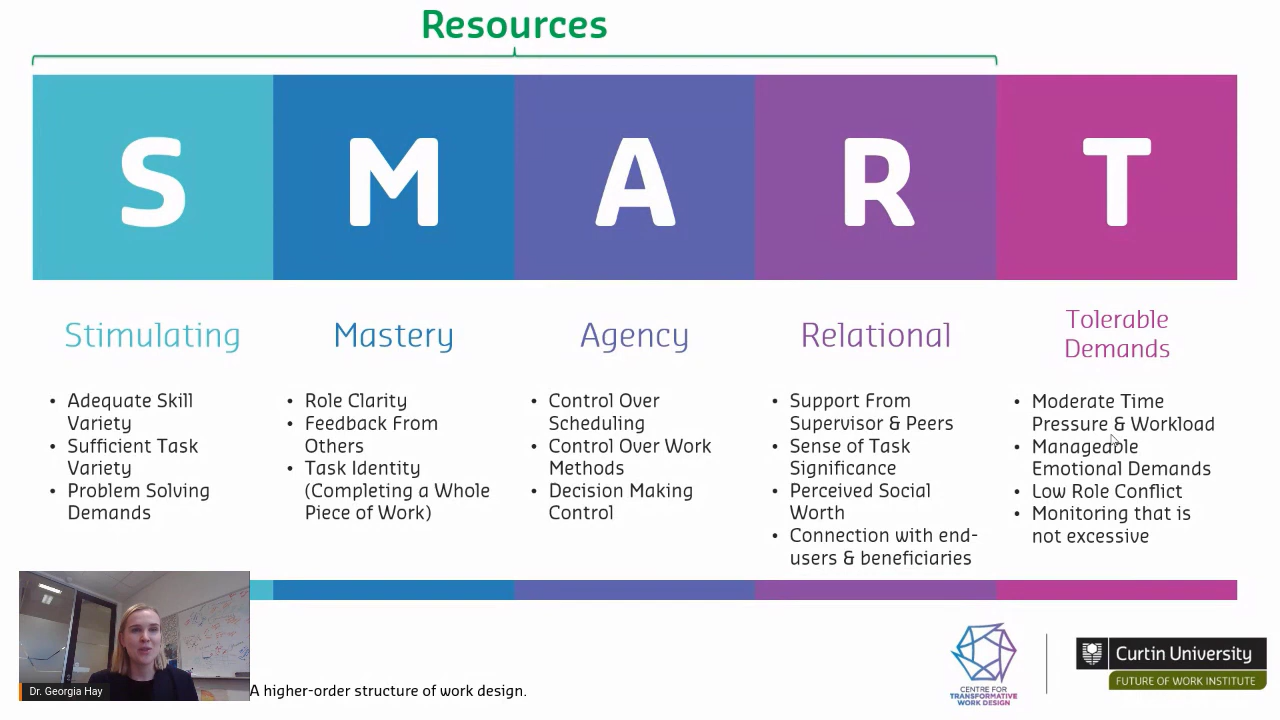 Resources
S M A R T
Stimulating
• Adequate Skill
Variety
• Sufficient Task
Variety
• Problem Solving
Demands
Mastery
• Role Clarity
• Feedback From
Others
• Task Identity
(Completing a Whole
Piece of Work)
Agency
• Control Over
Scheduling
• Control Over Work
Methods
• Decision Making
Control
Relational
• Support From
Supervisor & Peers
• Sense of Task
Significance
• Perceived Social
Worth
• Connection with end-
users & beneficiaries
Tolerable
Demands
• Moderate Time
Pressure & Workload
• Manageable
Emotional Demands
• Low Role Conflict
• Monitoring that is
not excessive
Dr. Georgia Hay
A higher-order structure of work design.
CENTRE FOR
TRANSFORMATIVE
WORK DESIGN
Curtin University
FUTURE OF WORK INSTITUTE